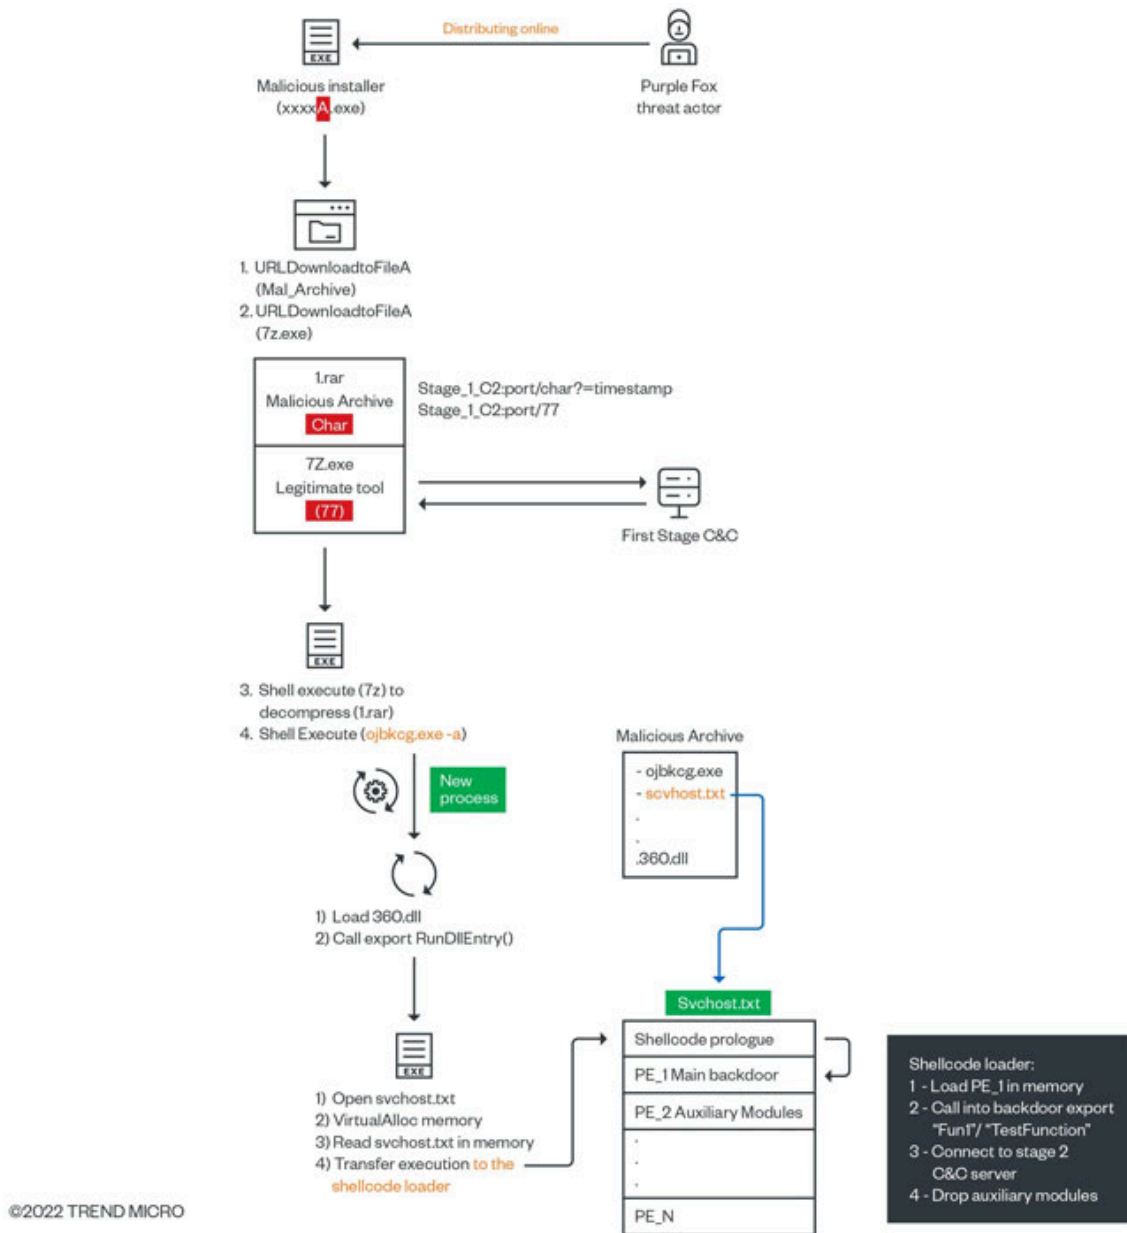 Distributing online
EXE
Malicious installer
(xxxxA.exe)
Purple Fox
threat actor
1. URLDownloadtoFileA
(Mal_Archive)
2. URLDownloadtoFileA
(7z.exe)
1.rar
Malicious Archive
Char
Stage_1_C2:port/char?=timestamp
Stage_1_C2:port/77
7Z.exe
Legitimate tool
(77)
First Stage C&C
EXE
3. Shell execute (7z) to
decompress (1.rar)
4. Shell Execute (ojbkcg.exe -a)
New
process
Malicious Archive
- ojbkcg.exe
- scvhost.txt
.
.
.360.dll
1) Load 360.dll
2) Call export RunDllEntry()
EXE
1) Open svchost.txt
2) VirtualAlloc memory
3) Read svchost.txt in memory
4) Transfer execution to the
shellcode loader
Svchost.txt
Shellcode prologue
PE_1 Main backdoor
PE_2 Auxiliary Modules
.
.
.
PE_N
Shellcode loader:
1 - Load PE_1 in memory
2 - Call into backdoor export
"Fun1"/ "TestFunction"
3 - Connect to stage 2
C&C server
4 - Drop auxiliary modules
©2022 TREND MICRO